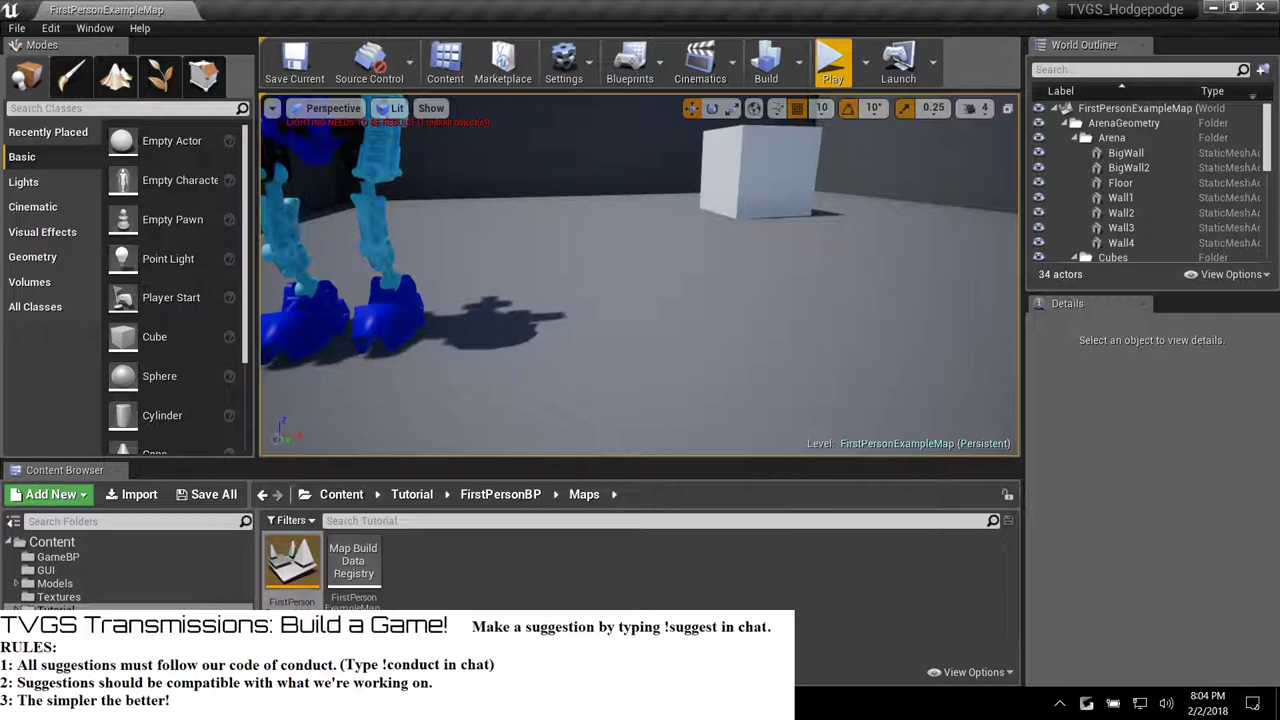 FirstPersonExampleMap
TVGS_Hodgepodge
File Edit Window Help
Modes
Search Classes
Recently Placed
Basic
Lights
Cinematic
Visual Effects
Geometry
Volumes
All Classes
Empty Actor
Empty Characte
Empty Pawn
Point Light
Player Start
Cube
Sphere
Cylinder
Save Current
Source Control
Content
Marketplace
Settings
Blueprints
Cinematics
Build
Play
Launch
Perspective
Lit
Show
LIGHTING NEEDS TO BE REBUILT (1 unbuilt object(s))
10
10°
0.25
4
Level: FirstPersonExampleMap (Persistent)
World Outliner
Search...
Label Type
FirstPersonExampleMap (World
ArenaGeometry Folder
Arena Folder
BigWall StaticMeshAc
BigWall2 StaticMeshAc
Floor StaticMeshAc
Wall1 StaticMeshAc
Wall2 StaticMeshAc
Wall3 StaticMeshAc
Wall4 StaticMeshAc
Cubes Folder
34 actors
View Options
Details
Select an object to view details.
Content Browser
Add New
Import
Save All
Content
Tutorial
FirstPersonBP
Maps
Search Folders
Filters
Search Tutorial
Content
GameBP
GUI
Models
Textures
Tutorial
FirstPerson
Map Build
Data
Registry
FirstPerson
ExampleMap
View Options
TVGS Transmissions: Build a Game!
Make a suggestion by typing !suggest in chat.
RULES:
1: All suggestions must follow our code of conduct. (Type !conduct in chat)
2: Suggestions should be compatible with what we're working on.
3: The simpler the better!
8:04 PM
2/2/2018